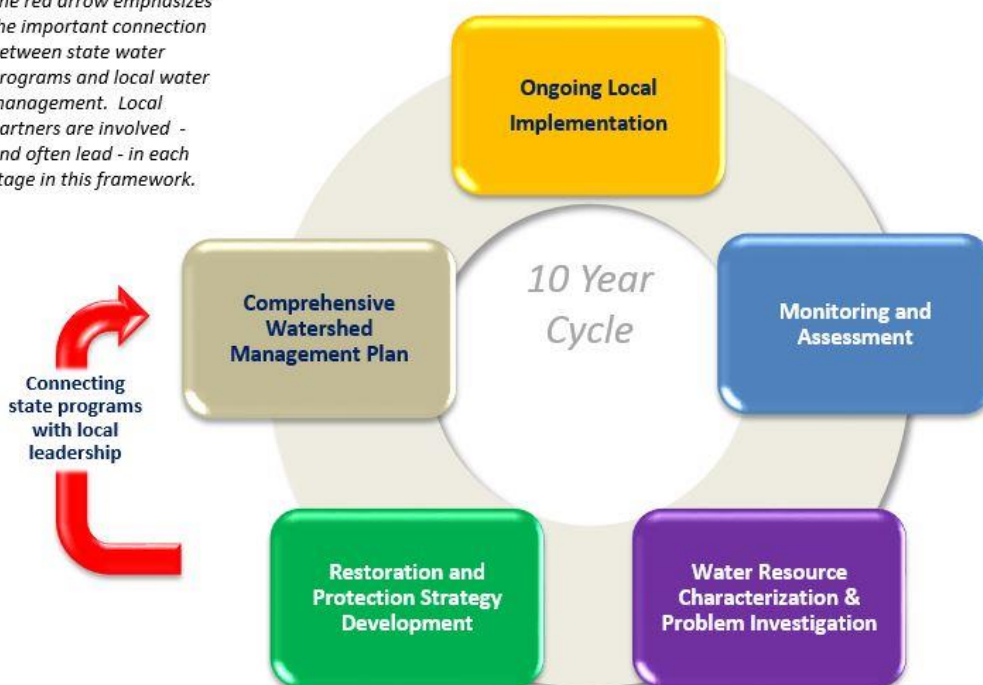 he red arrow emphasizes
he important connection
etween state water
rograms and local water
anagement. Local
artners are involved -
nd often lead - in each
tage in this framework.
Ongoing Local
Implementation
10 Year
Cycle
Monitoring and
Assessment
Comprehensive
Watershed
Management Plan
Connecting
state programs
with local
leadership
Restoration and
Protection Strategy
Development
Water Resource
Characterization &
Problem Investigation